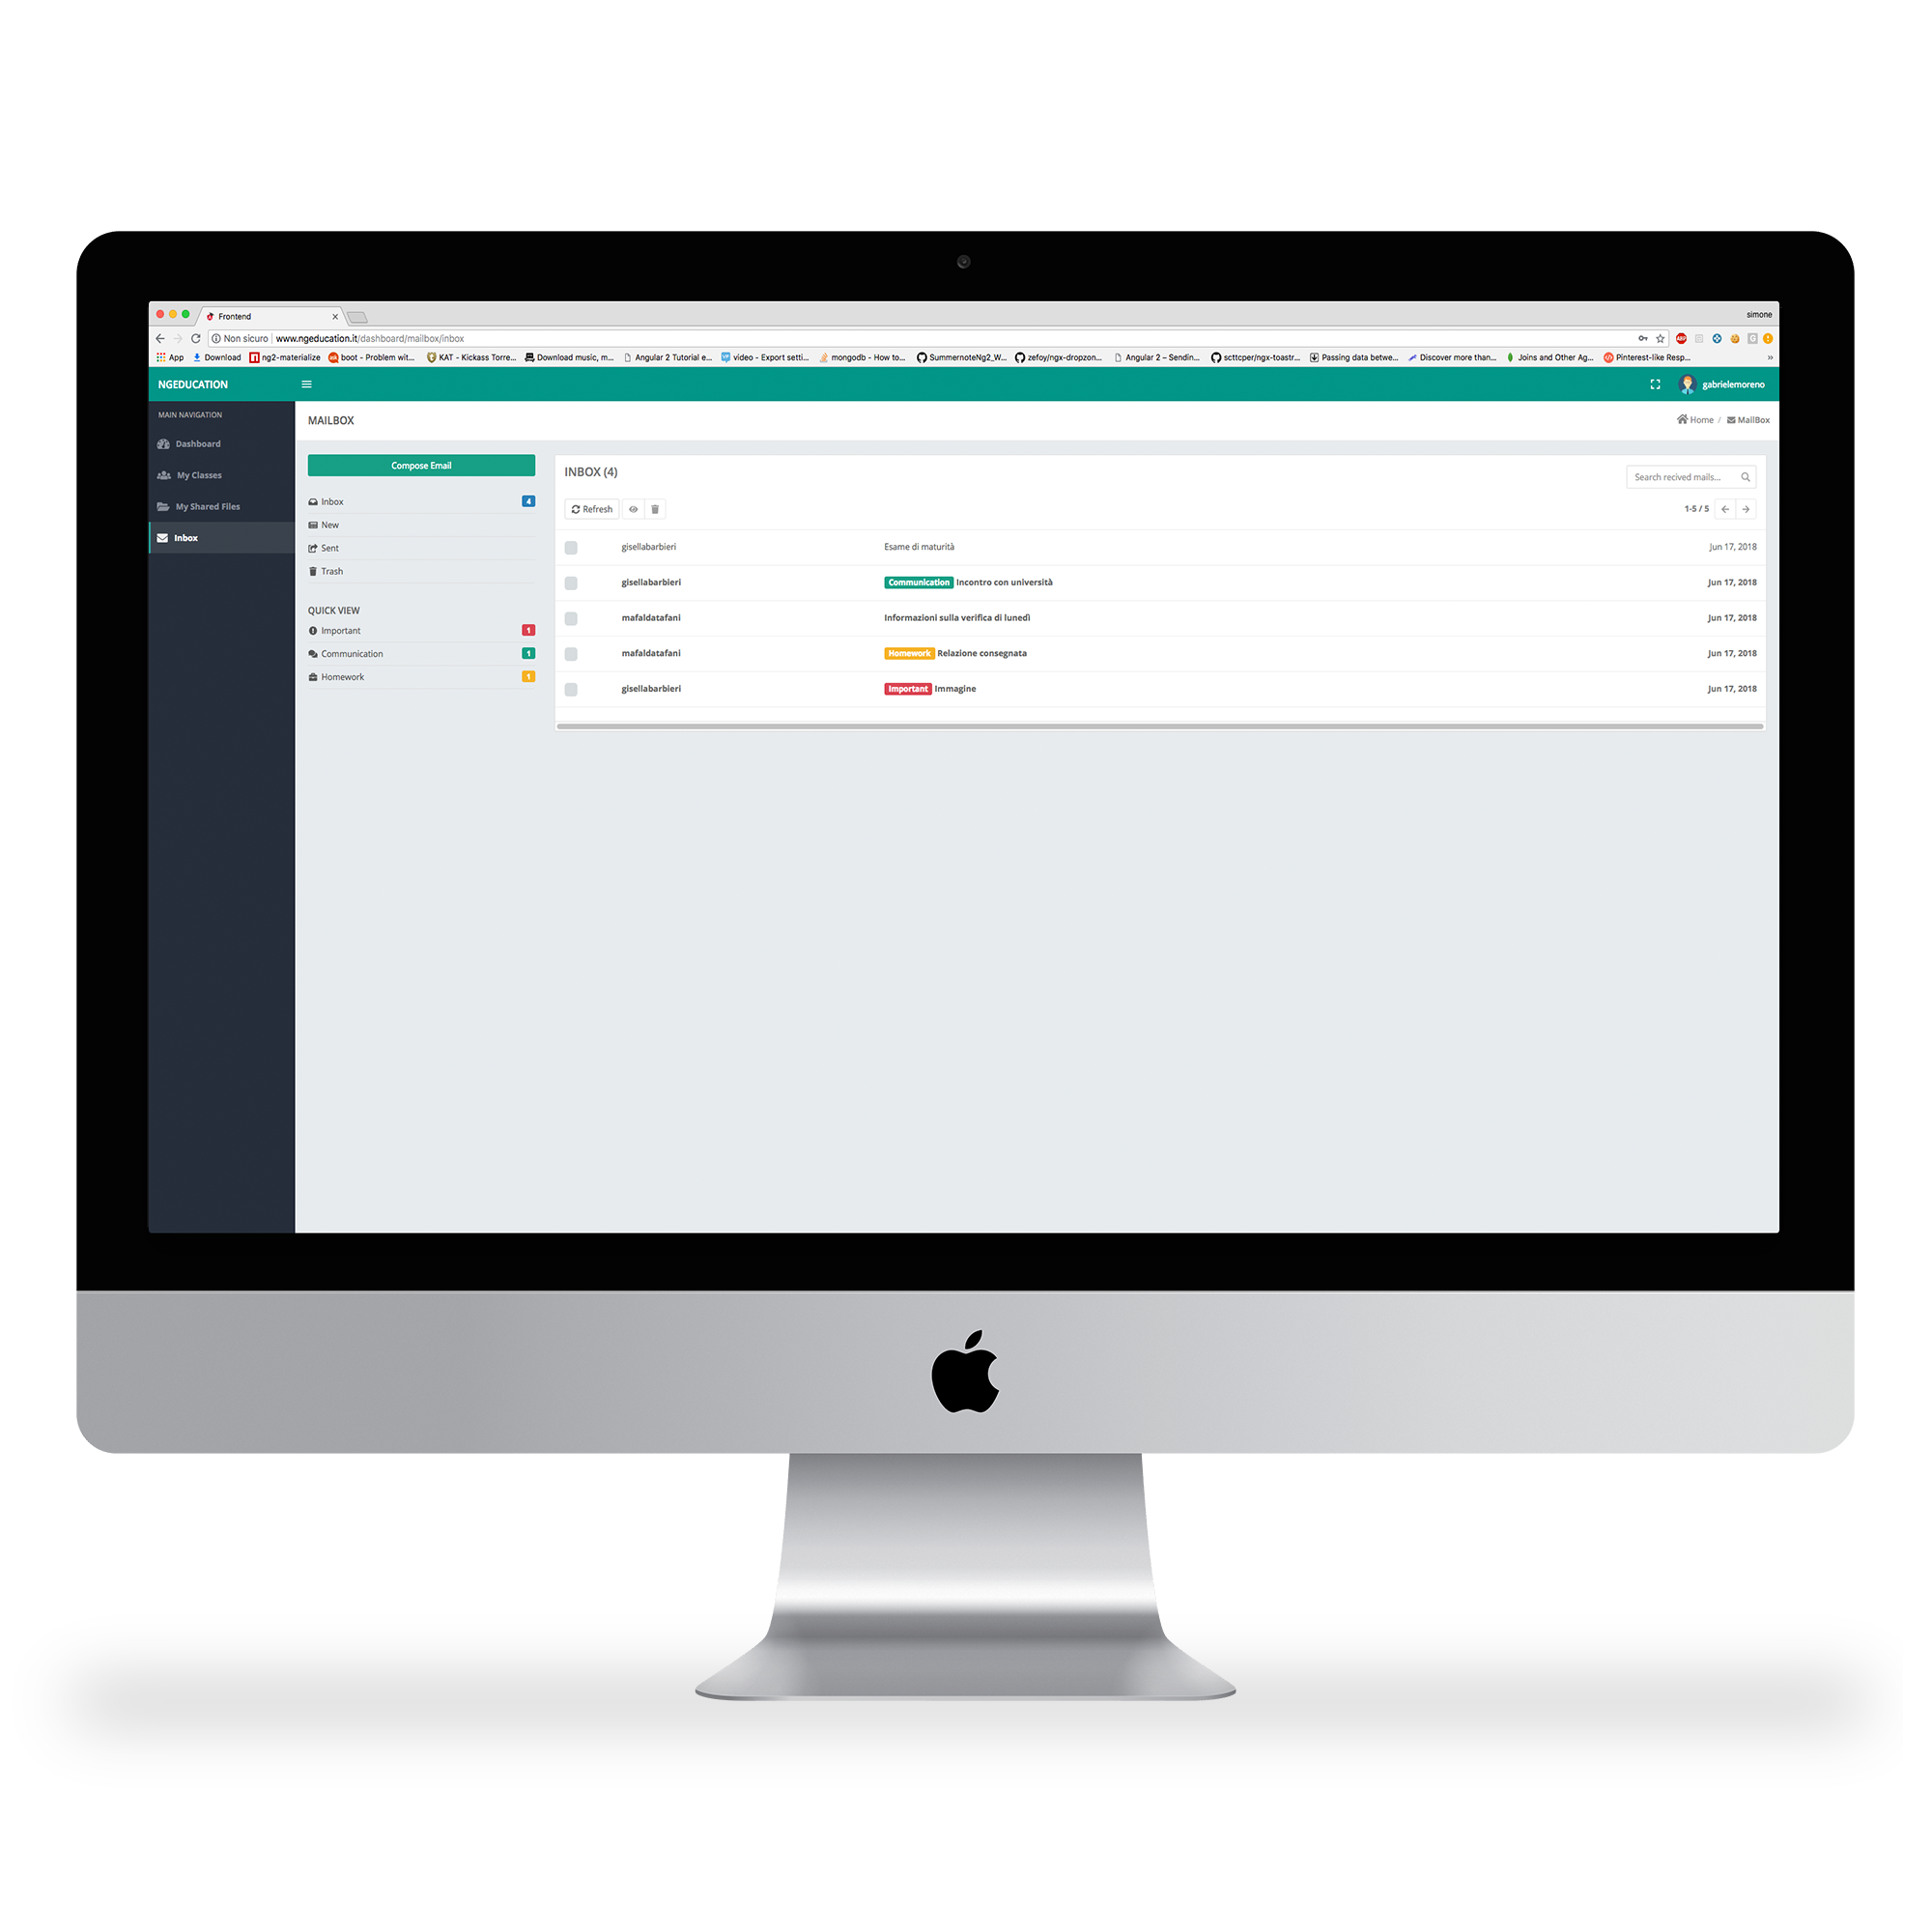 Frontend
simone
Non sicuro www.ngeducation.it/dashboard/mailbox/inbox
App Download ng2-materialize boot - Problem wit... KAT - Kickass Torre... Download music, m... Angular 2 Tutorial e... video - Export setti... mongodb - How to... SummernoteNg2_W... zefoy/ngx-dropzon... Angular 2 – Sendin... scttcper/ngx-toastr... Passing data betwe... Discover more than... Joins and Other Ag... Pinterest-like Resp... »
NGEDUCATION gabrielemoreno
MAIN NAVIGATION
Dashboard
My Classes
My Shared Files
Inbox
MAILBOX
Home / MailBox
Compose Email
Inbox 4
New
Sent
Trash
QUICK VIEW
Important 1
Communication 1
Homework 1
INBOX (4)
Search recived mails...
Refresh
1-5 / 5
gisellabarbieri Esame di maturità Jun 17, 2018
gisellabarbieri Communication Incontro con università Jun 17, 2018
mafaldatafani Informazioni sulla verifica di lunedì Jun 17, 2018
mafaldatafani Homework Relazione consegnata Jun 17, 2018
gisellabarbieri Important Immagine Jun 17, 2018